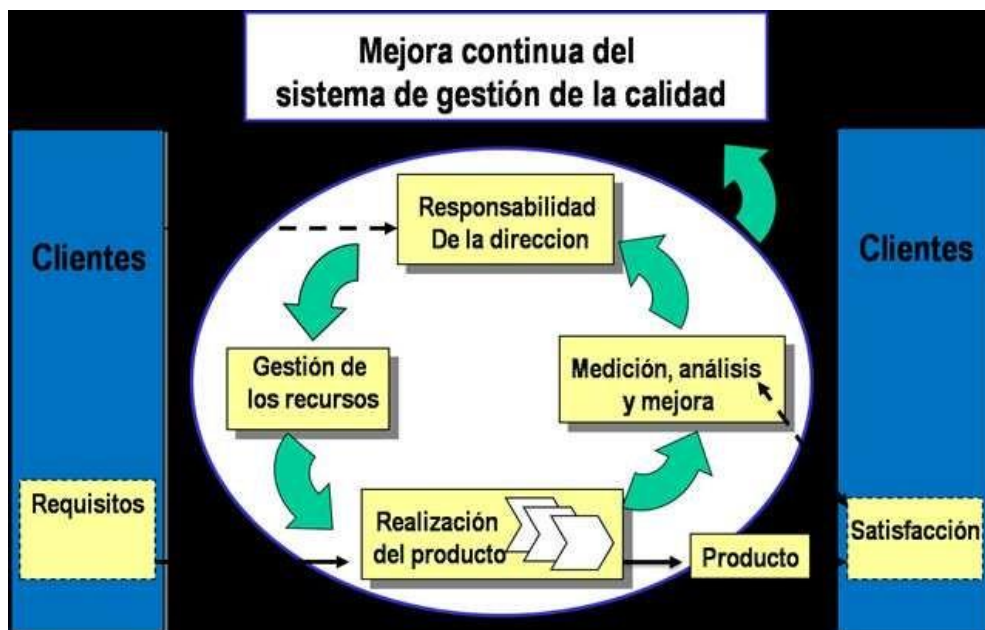 Mejora continua del
sistema de gestión de la calidad
Clientes
Responsabilidad
De la direccion
Clientes
Gestión de
los recursos
Medición, análisis
y mejora
Requisitos
Realización
del producto
Producto
Satisfacción